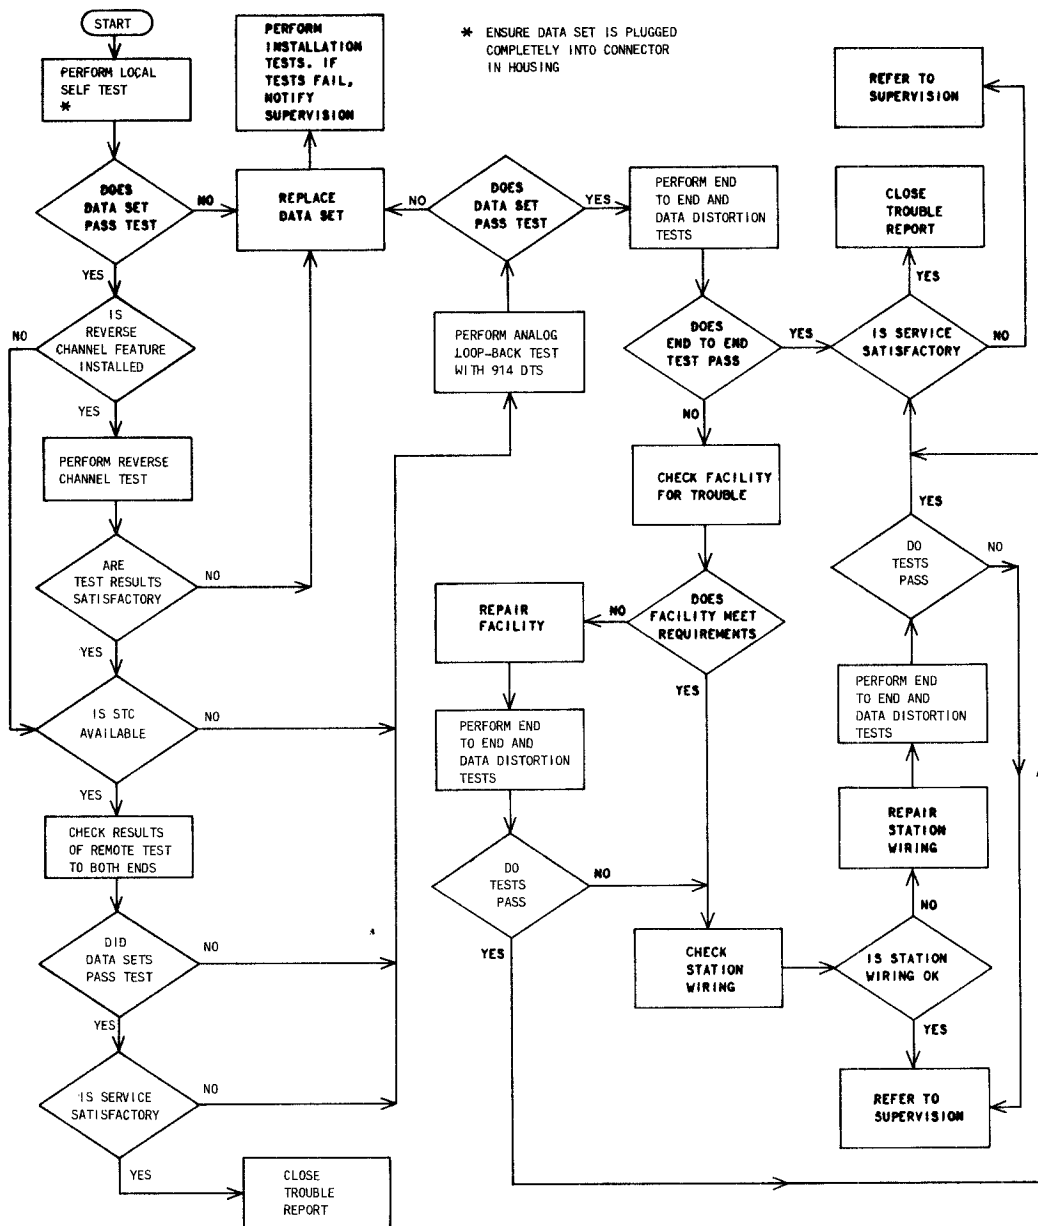 START
PERFORM LOCAL
SELF TEST
*
DOES
DATA SET
PASS TEST
NO
YES
IS
REVERSE
CHANNEL FEATURE
INSTALLED
NO
YES
PERFORM REVERSE
CHANNEL TEST
ARE
TEST RESULTS
SATISFACTORY
NO
YES
IS STC
AVAILABLE
NO
YES
CHECK RESULTS
OF REMOTE TEST
TO BOTH ENDS
DID
DATA SETS
PASS TEST
NO
YES
IS SERVICE
SATISFACTORY
NO
YES
CLOSE
TROUBLE
REPORT
PERFORM
INSTALLATION
TESTS. IF
TESTS FAIL,
NOTIFY
SUPERVISION
REPLACE
DATA SET
* ENSURE DATA SET IS PLUGGED
COMPLETELY INTO CONNECTOR
IN HOUSING
NO
DOES
DATA SET
PASS TEST
YES
PERFORM ANALOG
LOOP-BACK TEST
WITH 914 DTS
PERFORM END
TO END AND
DATA DISTORTION
TESTS
DOES
END TO END
TEST PASS
YES
NO
CHECK FACILITY
FOR TROUBLE
DOES
FACILITY MEET
REQUIREMENTS
NO
YES
REPAIR
FACILITY
PERFORM END
TO END AND
DATA DISTORTION
TESTS
DO
TESTS
PASS
NO
YES
CHECK
STATION
WIRING
REFER TO
SUPERVISION
CLOSE
TROUBLE
REPORT
YES
IS SERVICE
SATISFACTORY
NO
YES
DO
TESTS
PASS
NO
PERFORM END
TO END AND
DATA DISTORTION
TESTS
REPAIR
STATION
WIRING
NO
IS STATION
WIRING OK
YES
REFER TO
SUPERVISION